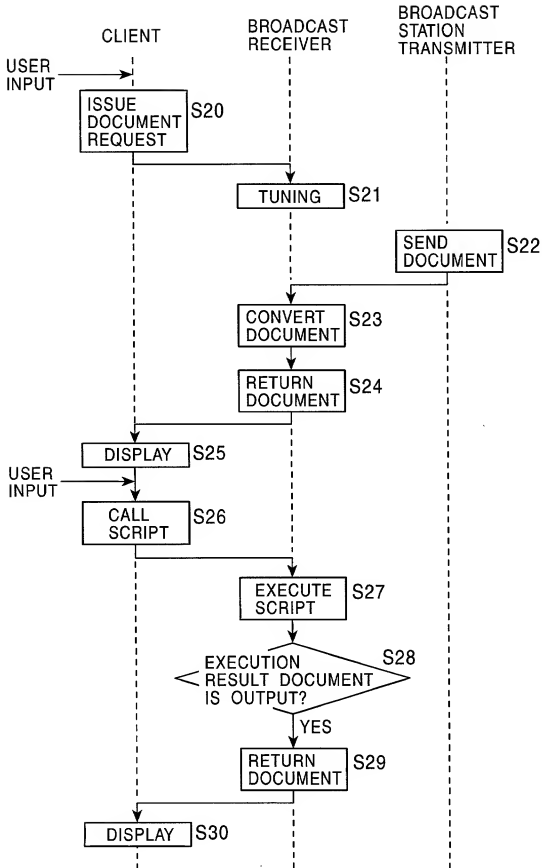 CLIENT
BROADCAST
RECEIVER
BROADCAST
STATION
TRANSMITTER
USER
INPUT
ISSUE
DOCUMENT
REQUEST
S20
TUNING
S21
SEND
DOCUMENT
S22
CONVERT
DOCUMENT
S23
RETURN
DOCUMENT
S24
DISPLAY
S25
USER
INPUT
CALL
SCRIPT
S26
EXECUTE
SCRIPT
S27
EXECUTION
RESULT DOCUMENT
IS OUTPUT?
S28
YES
RETURN
DOCUMENT
S29
DISPLAY
S30